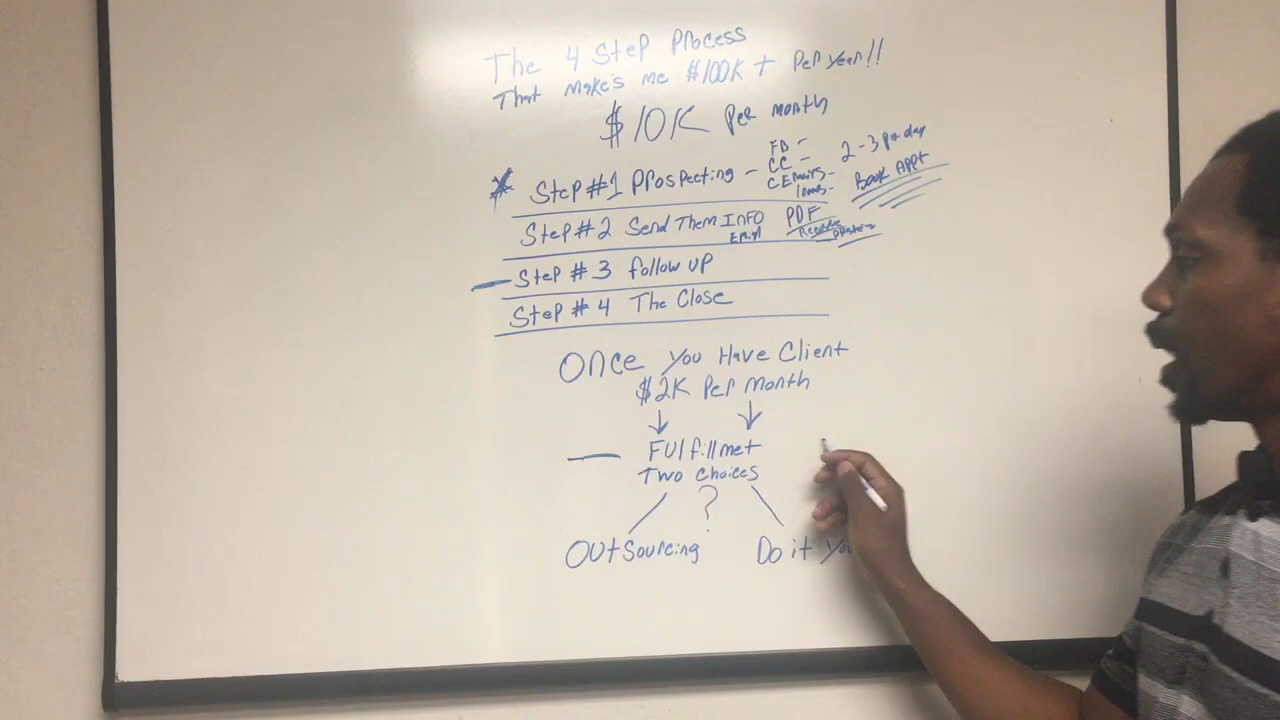 The 4 Step Process
That Make's me $100K + Per year!!
$10K Per month
Step #1 Prospecting - FB -
CC -
C Emails -
2-3 per day
Book Appt
Step #2 Send Them InFO PDF
Email
Step #3 Follow UP
Step #4 The Close
Once You Have Client
$2K Per Month
FUlfillmet
Two choices
?
OUtsourcing Do it